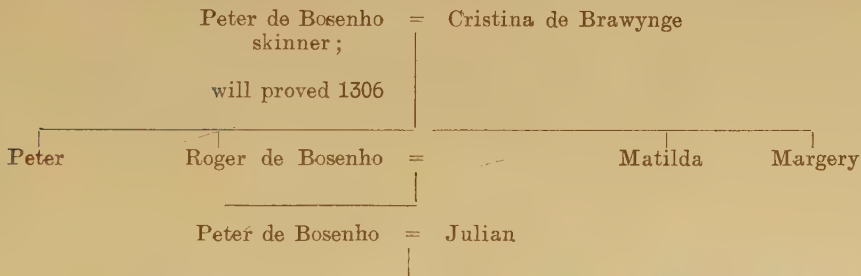 Peter de Bosenho = Cristina de Brawynge
skinner;
will proved 1306
Peter Roger de Bosenho = Matilda Margery
Peter de Bosenho = Julian